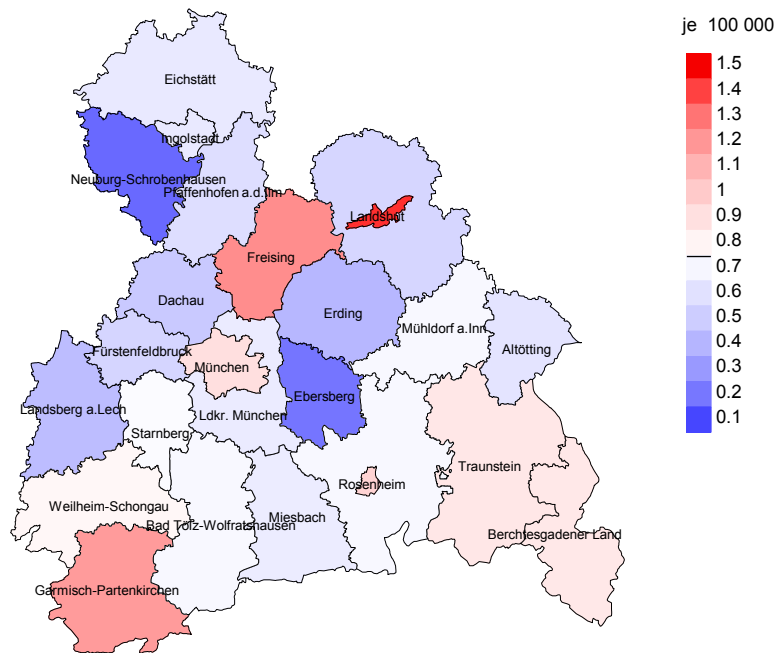 je 100 000
1.5
1.4
1.3
1.2
1.1
1
0.9
0.8
0.7
0.6
0.5
0.4
0.3
0.2
0.1
Eichstätt
Ingolstadt
Neuburg-Schrobenhausen
Pfaffenhofen a.d.Ilm
Landshut
Freising
Dachau
Erding
Mühldorf a.Inn
Altötting
Fürstenfeldbruck
München
Ebersberg
Landsberg a.Lech
Ldkr. München
Starnberg
Traunstein
Rosenheim
Weilheim-Schongau
Miesbach
Bad Tölz-Wolfratshausen
Berchtesgadener Land
Garmisch-Partenkirchen